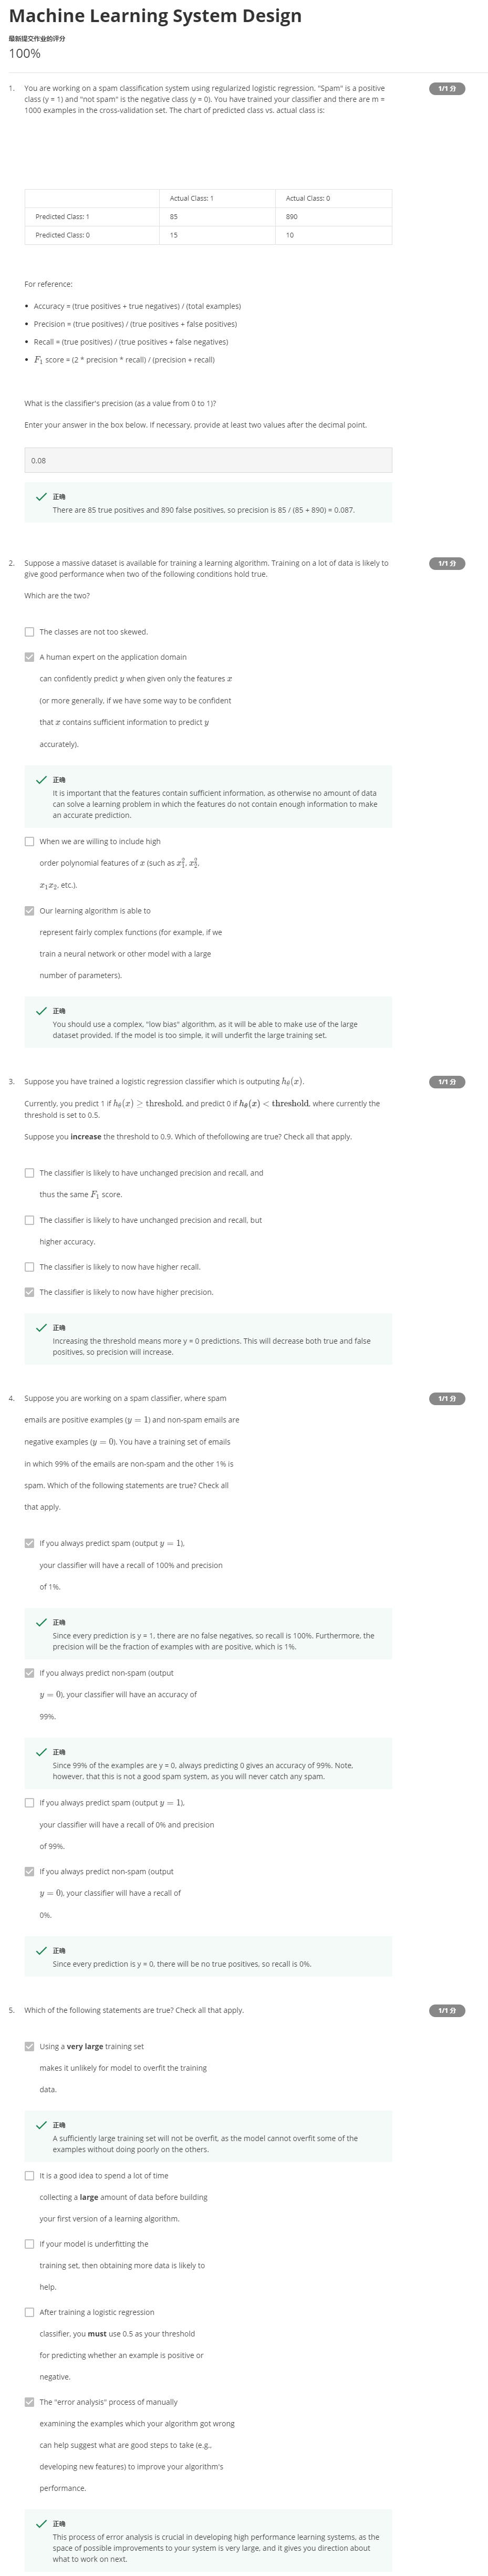 Machine Learning System Design
最新提交作业的评分
100%
1. You are working on a spam classification system using regularized logistic regression. "Spam" is a positive
class (y = 1) and "not spam" is the negative class (y = 0). You have trained your classifier and there are m =
1000 examples in the cross-validation set. The chart of predicted class vs. actual class is:
1/1 分
Actual Class: 1 Actual Class: 0
Predicted Class: 1 85 890
Predicted Class: 0 15 10
For reference:
• Accuracy = (true positives + true negatives) / (total examples)
• Precision = (true positives) / (true positives + false positives)
• Recall = (true positives) / (true positives + false negatives)
• F₁ score = (2 * precision * recall) / (precision + recall)
What is the classifier's precision (as a value from 0 to 1)?
Enter your answer in the box below. If necessary, provide at least two values after the decimal point.
0.08
正确
There are 85 true positives and 890 false positives, so precision is 85 / (85 + 890) = 0.087.
2. Suppose a massive dataset is available for training a learning algorithm. Training on a lot of data is likely to
give good performance when two of the following conditions hold true.
1/1 分
Which are the two?
The classes are not too skewed.
A human expert on the application domain
can confidently predict y when given only the features x
(or more generally, if we have some way to be confident
that x contains sufficient information to predict y
accurately).
正确
It is important that the features contain sufficient information, as otherwise no amount of data
can solve a learning problem in which the features do not contain enough information to make
an accurate prediction.
When we are willing to include high
order polynomial features of x (such as x₁², x₂²,
x₁x₂, etc.).
Our learning algorithm is able to
represent fairly complex functions (for example, if we
train a neural network or other model with a large
number of parameters).
正确
You should use a complex, "low bias" algorithm, as it will be able to make use of the large
dataset provided. If the model is too simple, it will underfit the large training set.
3. Suppose you have trained a logistic regression classifier which is outputing hθ(x).
1/1 分
Currently, you predict 1 if hθ(x) ≥ threshold, and predict 0 if hθ(x) < threshold, where currently the
threshold is set to 0.5.
Suppose you increase the threshold to 0.9. Which of thefollowing are true? Check all that apply.
The classifier is likely to have unchanged precision and recall, and
thus the same F₁ score.
The classifier is likely to have unchanged precision and recall, but
higher accuracy.
The classifier is likely to now have higher recall.
The classifier is likely to now have higher precision.
正确
Increasing the threshold means more y = 0 predictions. This will decrease both true and false
positives, so precision will increase.
4. Suppose you are working on a spam classifier, where spam
1/1 分
emails are positive examples (y = 1) and non-spam emails are
negative examples (y = 0). You have a training set of emails
in which 99% of the emails are non-spam and the other 1% is
spam. Which of the following statements are true? Check all
that apply.
If you always predict spam (output y = 1),
your classifier will have a recall of 100% and precision
of 1%.
正确
Since every prediction is y = 1, there are no false negatives, so recall is 100%. Furthermore, the
precision will be the fraction of examples with are positive, which is 1%.
If you always predict non-spam (output
y = 0), your classifier will have an accuracy of
99%.
正确
Since 99% of the examples are y = 0, always predicting 0 gives an accuracy of 99%. Note,
however, that this is not a good spam system, as you will never catch any spam.
If you always predict spam (output y = 1),
your classifier will have a recall of 0% and precision
of 99%.
If you always predict non-spam (output
y = 0), your classifier will have a recall of
0%.
正确
Since every prediction is y = 0, there will be no true positives, so recall is 0%.
5. Which of the following statements are true? Check all that apply.
1/1 分
Using a very large training set
makes it unlikely for model to overfit the training
data.
正确
A sufficiently large training set will not be overfit, as the model cannot overfit some of the
examples without doing poorly on the others.
It is a good idea to spend a lot of time
collecting a large amount of data before building
your first version of a learning algorithm.
If your model is underfitting the
training set, then obtaining more data is likely to
help.
After training a logistic regression
classifier, you must use 0.5 as your threshold
for predicting whether an example is positive or
negative.
The "error analysis" process of manually
examining the examples which your algorithm got wrong
can help suggest what are good steps to take (e.g.,
developing new features) to improve your algorithm's
performance.
正确
This process of error analysis is crucial in developing high performance learning systems, as the
space of possible improvements to your system is very large, and it gives you direction about
what to work on next.